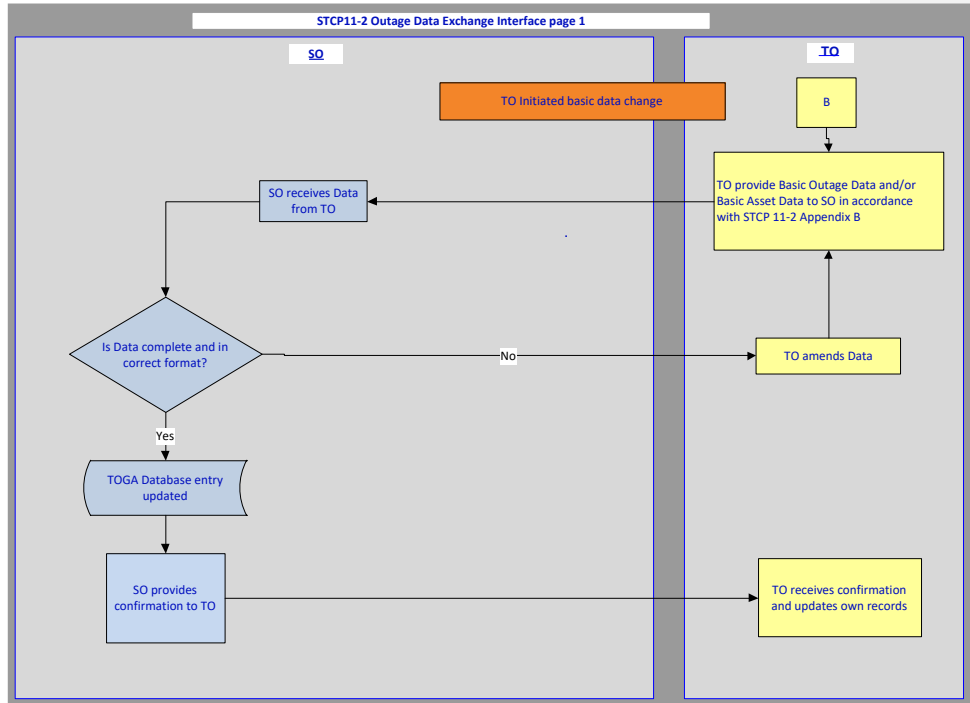 STCP11-2 Outage Data Exchange Interface page 1
SO
TO
TO Initiated basic data change
B
TO provide Basic Outage Data and/or
Basic Asset Data to SO in accordance
with STCP 11-2 Appendix B
SO receives Data
from TO
Is Data complete and in
correct format?
No
TO amends Data
Yes
TOGA Database entry
updated
SO provides
confirmation to TO
TO receives confirmation
and updates own records